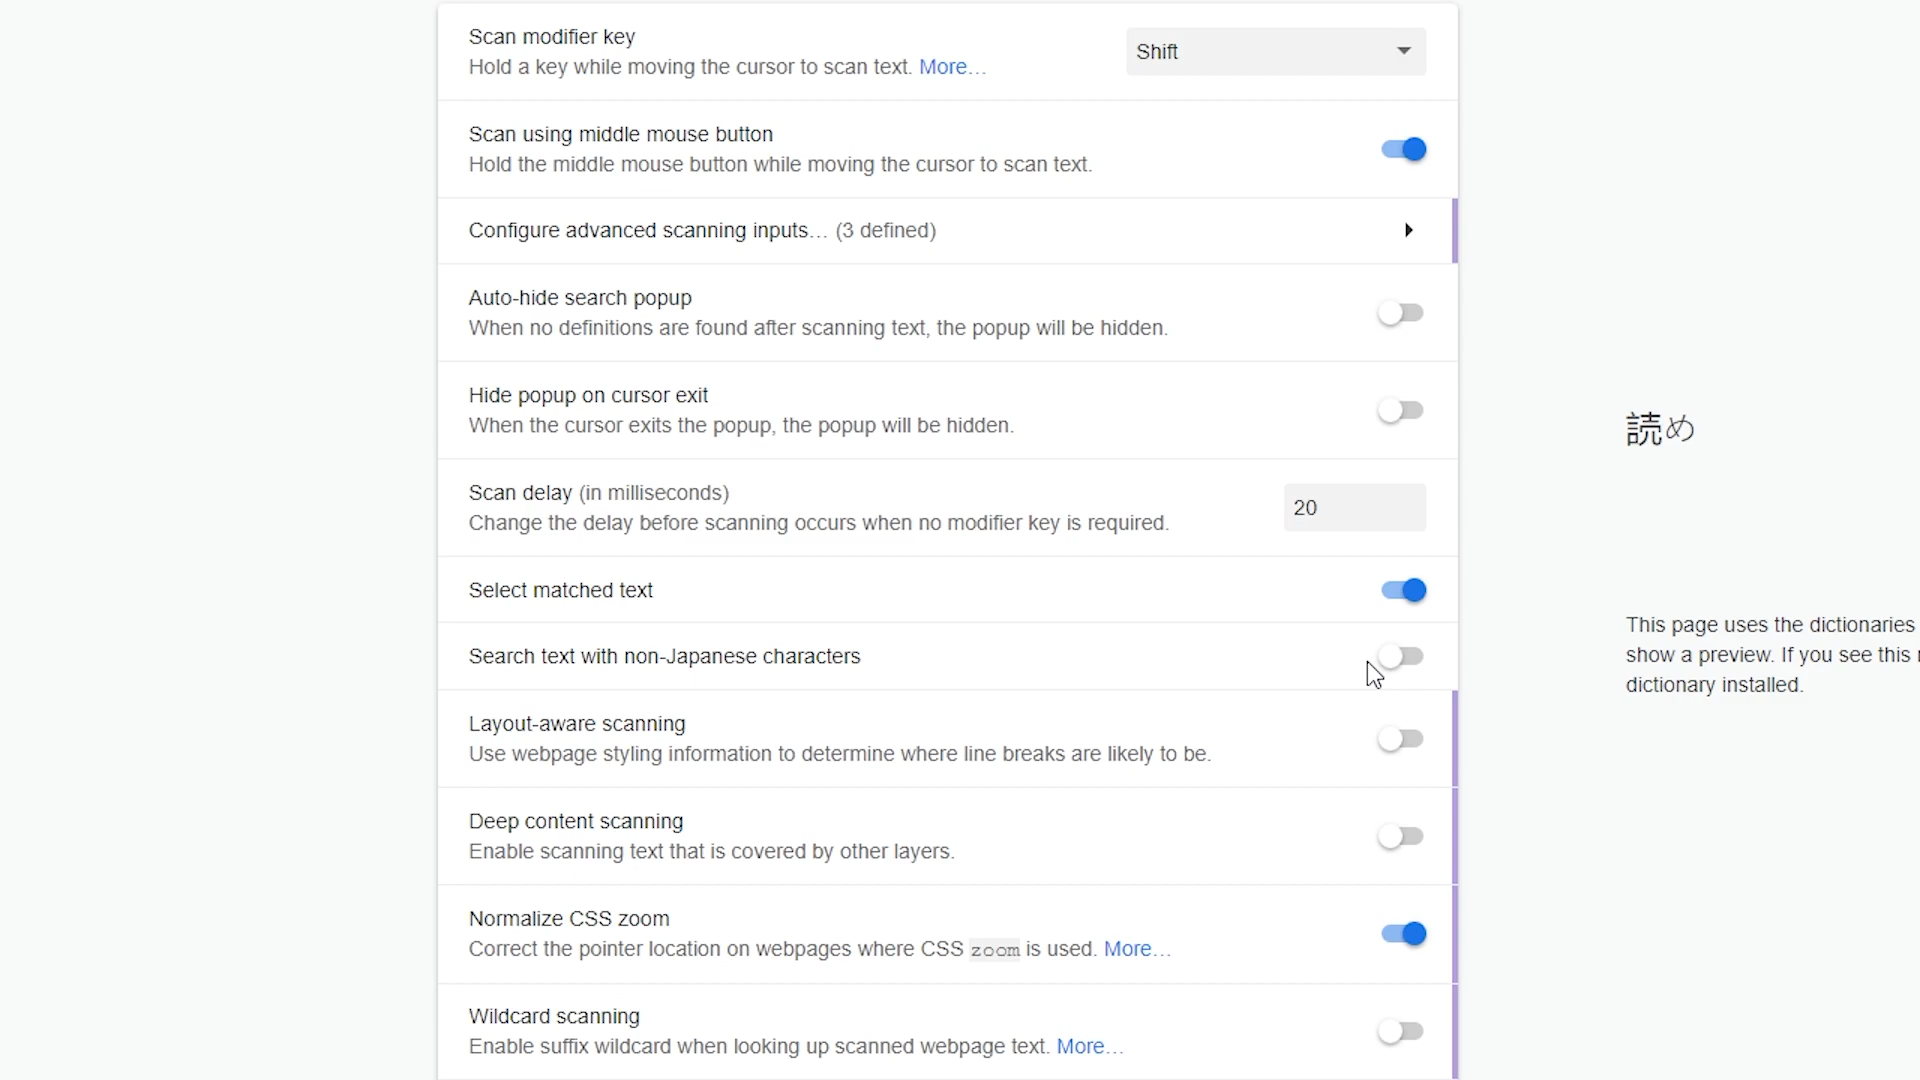 Scan modifier key
Hold a key while moving the cursor to scan text. More…
Shift
Scan using middle mouse button
Hold the middle mouse button while moving the cursor to scan text.
Configure advanced scanning inputs… (3 defined)
Auto-hide search popup
When no definitions are found after scanning text, the popup will be hidden.
Hide popup on cursor exit
When the cursor exits the popup, the popup will be hidden.
Scan delay (in milliseconds)
Change the delay before scanning occurs when no modifier key is required.
20
Select matched text
Search text with non-Japanese characters
Layout-aware scanning
Use webpage styling information to determine where line breaks are likely to be.
Deep content scanning
Enable scanning text that is covered by other layers.
Normalize CSS zoom
Correct the pointer location on webpages where CSS zoom is used. More…
Wildcard scanning
Enable suffix wildcard when looking up scanned webpage text. More…
読め
This page uses the dictionaries
show a preview. If you see this
dictionary installed.